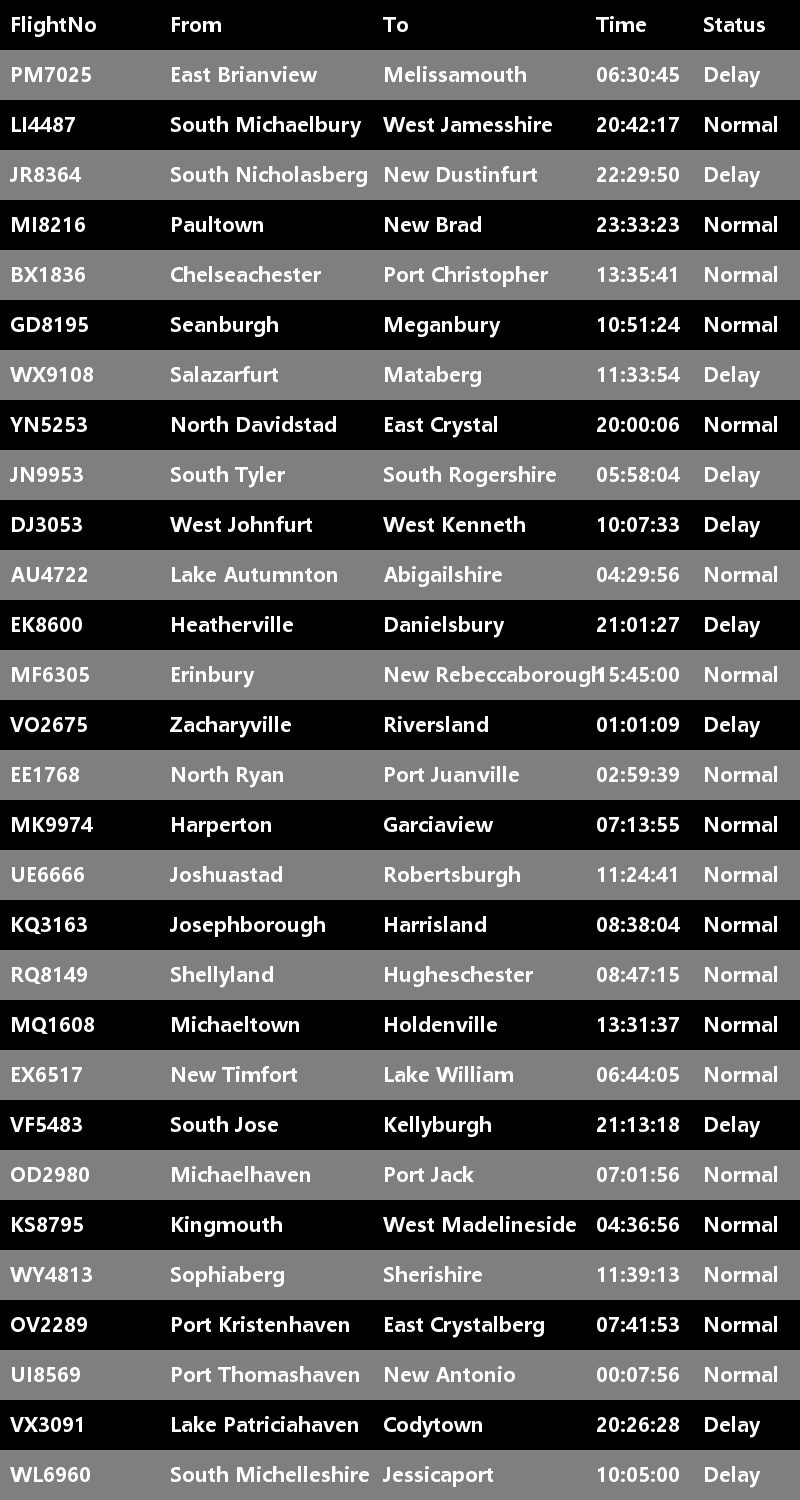 FlightNo From To Time Status
PM7025 East Brianview Melissamouth 06:30:45 Delay
LI4487 South Michaelbury West Jamesshire 20:42:17 Normal
JR8364 South Nicholasberg New Dustinfurt 22:29:50 Delay
MI8216 Paultown New Brad 23:33:23 Normal
BX1836 Chelseachester Port Christopher 13:35:41 Normal
GD8195 Seanburgh Meganbury 10:51:24 Normal
WX9108 Salazarfurt Mataberg 11:33:54 Delay
YN5253 North Davidstad East Crystal 20:00:06 Normal
JN9953 South Tyler South Rogershire 05:58:04 Delay
DJ3053 West Johnfurt West Kenneth 10:07:33 Delay
AU4722 Lake Autumnton Abigailshire 04:29:56 Normal
EK8600 Heatherville Danielsbury 21:01:27 Delay
MF6305 Erinbury New Rebeccaborough 15:45:00 Normal
VO2675 Zacharyville Riversland 01:01:09 Delay
EE1768 North Ryan Port Juanville 02:59:39 Normal
MK9974 Harperton Garciaview 07:13:55 Normal
UE6666 Joshuastad Robertsburgh 11:24:41 Normal
KQ3163 Josephborough Harrisland 08:38:04 Normal
RQ8149 Shellyland Hugheschester 08:47:15 Normal
MQ1608 Michaeltown Holdenville 13:31:37 Normal
EX6517 New Timfort Lake William 06:44:05 Normal
VF5483 South Jose Kellyburgh 21:13:18 Delay
OD2980 Michaelhaven Port Jack 07:01:56 Normal
KS8795 Kingmouth West Madelineside 04:36:56 Normal
WY4813 Sophiaberg Sherishire 11:39:13 Normal
OV2289 Port Kristenhaven East Crystalberg 07:41:53 Normal
UI8569 Port Thomashaven New Antonio 00:07:56 Normal
VX3091 Lake Patriciahaven Codytown 20:26:28 Delay
WL6960 South Michelleshire Jessicaport 10:05:00 Delay